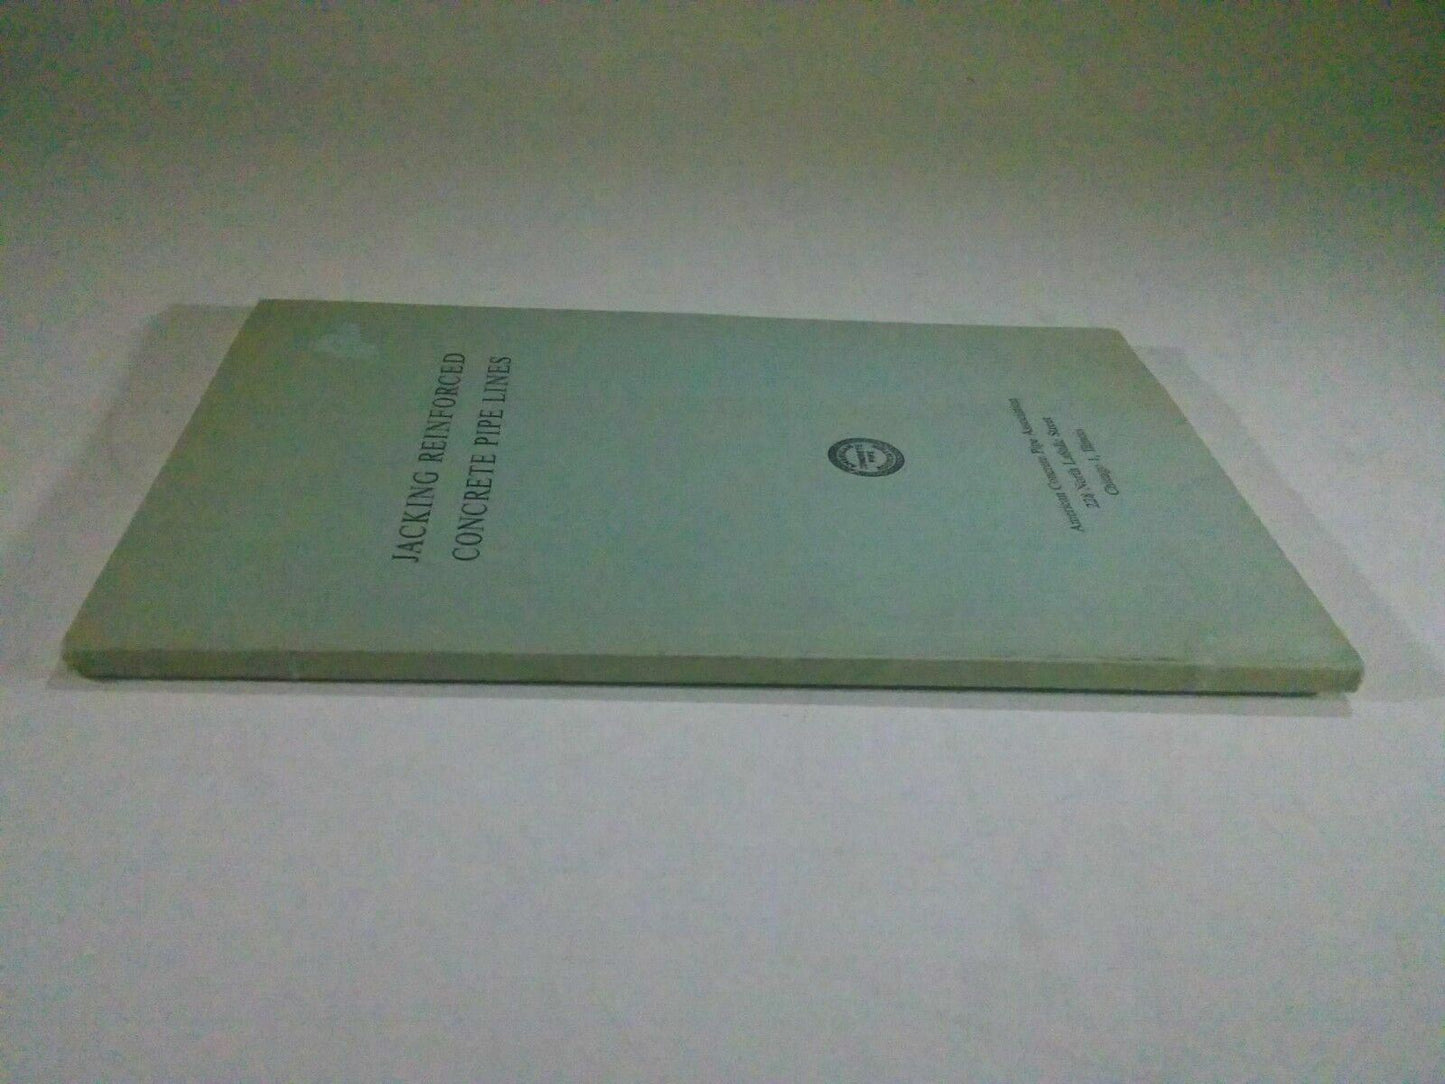 JACKING REINFORCED
CONCRETE PIPE LINES
American Concrete Pipe Association
228 North LaSalle Street
Chicago 1, Illinois